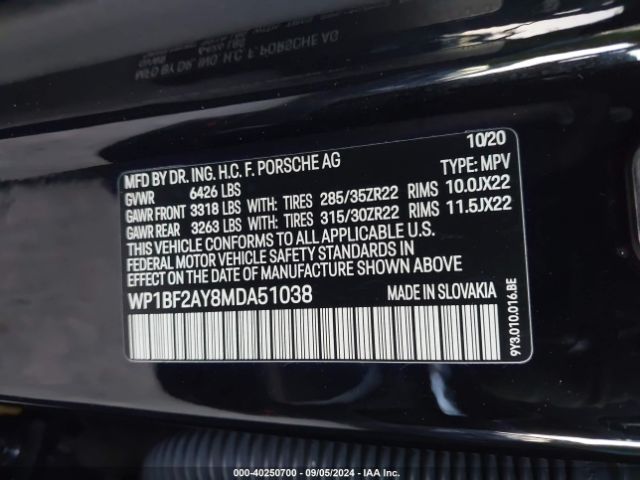 MFD BY DR. ING. H.C. F. PORSCHE AG 10/20
GVWR 6426 LBS TYPE: MPV
GAWR FRONT 3318 LBS WITH: TIRES 285/35ZR22 RIMS 10.0JX22
GAWR REAR 3263 LBS WITH: TIRES 315/30ZR22 RIMS 11.5JX22
THIS VEHICLE CONFORMS TO ALL APPLICABLE U.S.
FEDERAL MOTOR VEHICLE SAFETY STANDARDS IN
EFFECT ON THE DATE OF MANUFACTURE SHOWN ABOVE.
WP1BF2AY8MDA51038 MADE IN SLOVAKIA
9Y3.010.016.BE
000-40250700 - 09/05/2024 - IAA Inc.